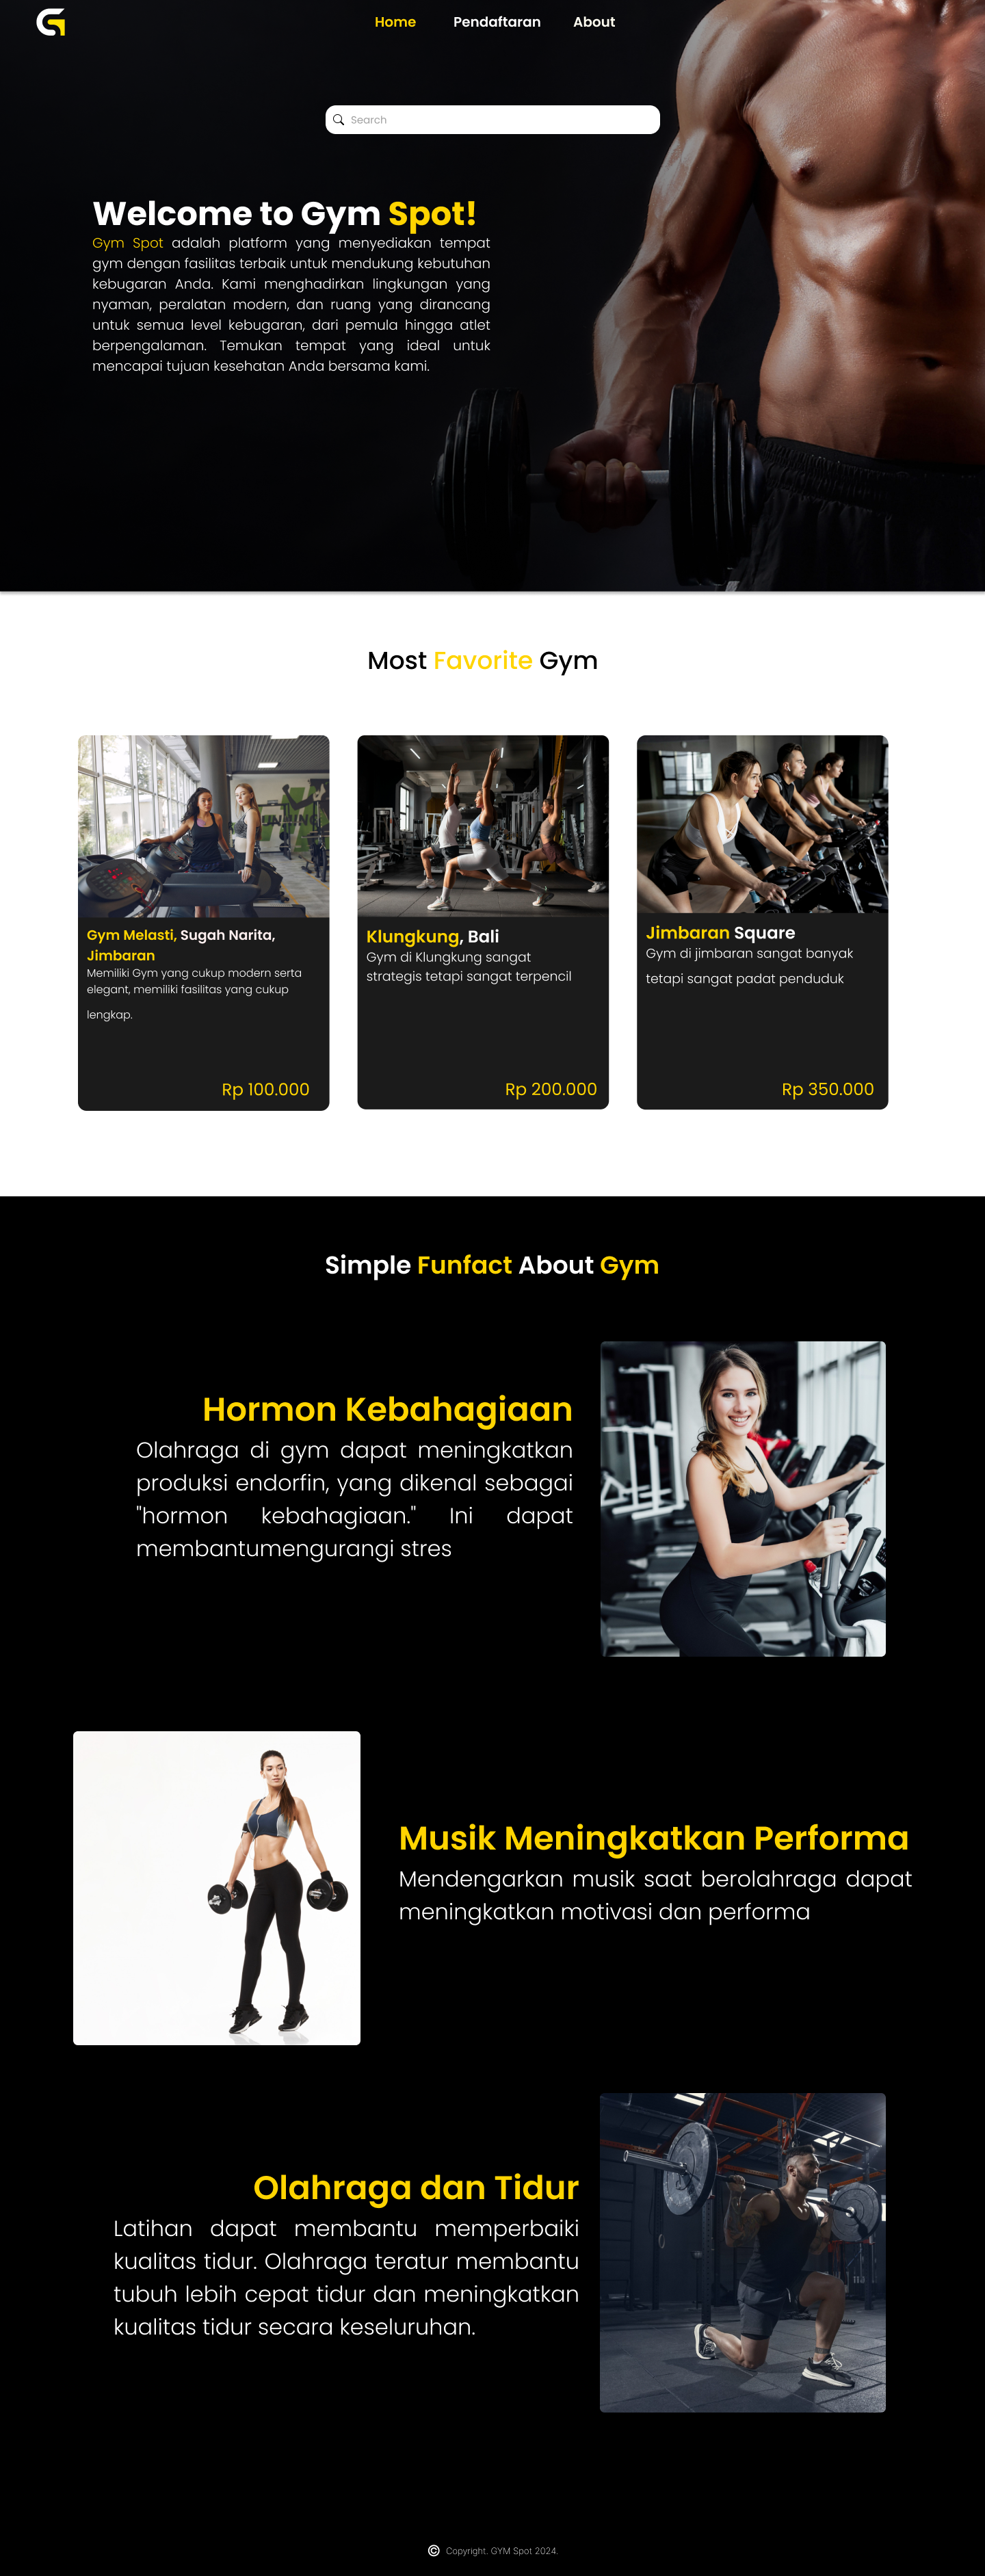 Home Pendaftaran About
Search
Welcome to Gym Spot!
Gym Spot adalah platform yang menyediakan tempat
gym dengan fasilitas terbaik untuk mendukung kebutuhan
kebugaran Anda. Kami menghadirkan lingkungan yang
nyaman, peralatan modern, dan ruang yang dirancang
untuk semua level kebugaran, dari pemula hingga atlet
berpengalaman. Temukan tempat yang ideal untuk
mencapai tujuan kesehatan Anda bersama kami.
Most Favorite Gym
Gym Melasti, Sugah Narita,
Jimbaran
Memiliki Gym yang cukup modern serta
elegant, memiliki fasilitas yang cukup
lengkap.
Rp 100.000
Klungkung, Bali
Gym di Klungkung sangat
strategis tetapi sangat terpencil
Rp 200.000
Jimbaran Square
Gym di jimbaran sangat banyak
tetapi sangat padat penduduk
Rp 350.000
Simple Funfact About Gym
Hormon Kebahagiaan
Olahraga di gym dapat meningkatkan
produksi endorfin, yang dikenal sebagai
"hormon kebahagiaan." Ini dapat
membantumengurangi stres
Musik Meningkatkan Performa
Mendengarkan musik saat berolahraga dapat
meningkatkan motivasi dan performa
Olahraga dan Tidur
Latihan dapat membantu memperbaiki
kualitas tidur. Olahraga teratur membantu
tubuh lebih cepat tidur dan meningkatkan
kualitas tidur secara keseluruhan.
© Copyright. GYM Spot 2024.